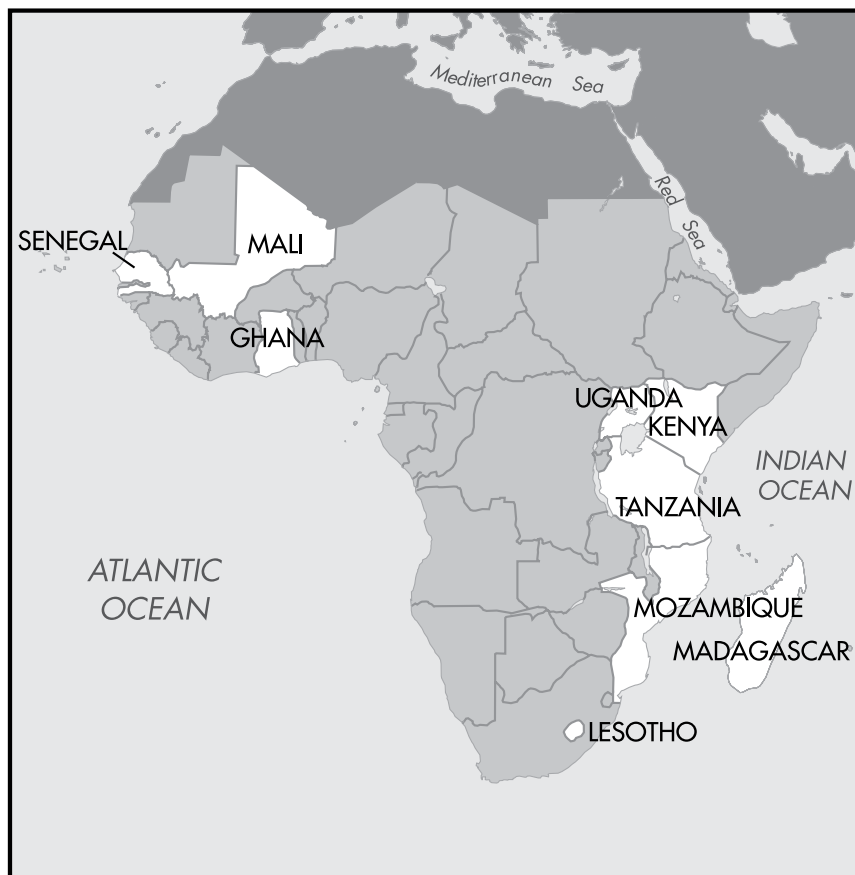 Mediterranean Sea
Red Sea
SENEGAL
MALI
GHANA
UGANDA
KENYA
INDIAN
OCEAN
TANZANIA
ATLANTIC
OCEAN
MOZAMBIQUE
MADAGASCAR
LESOTHO